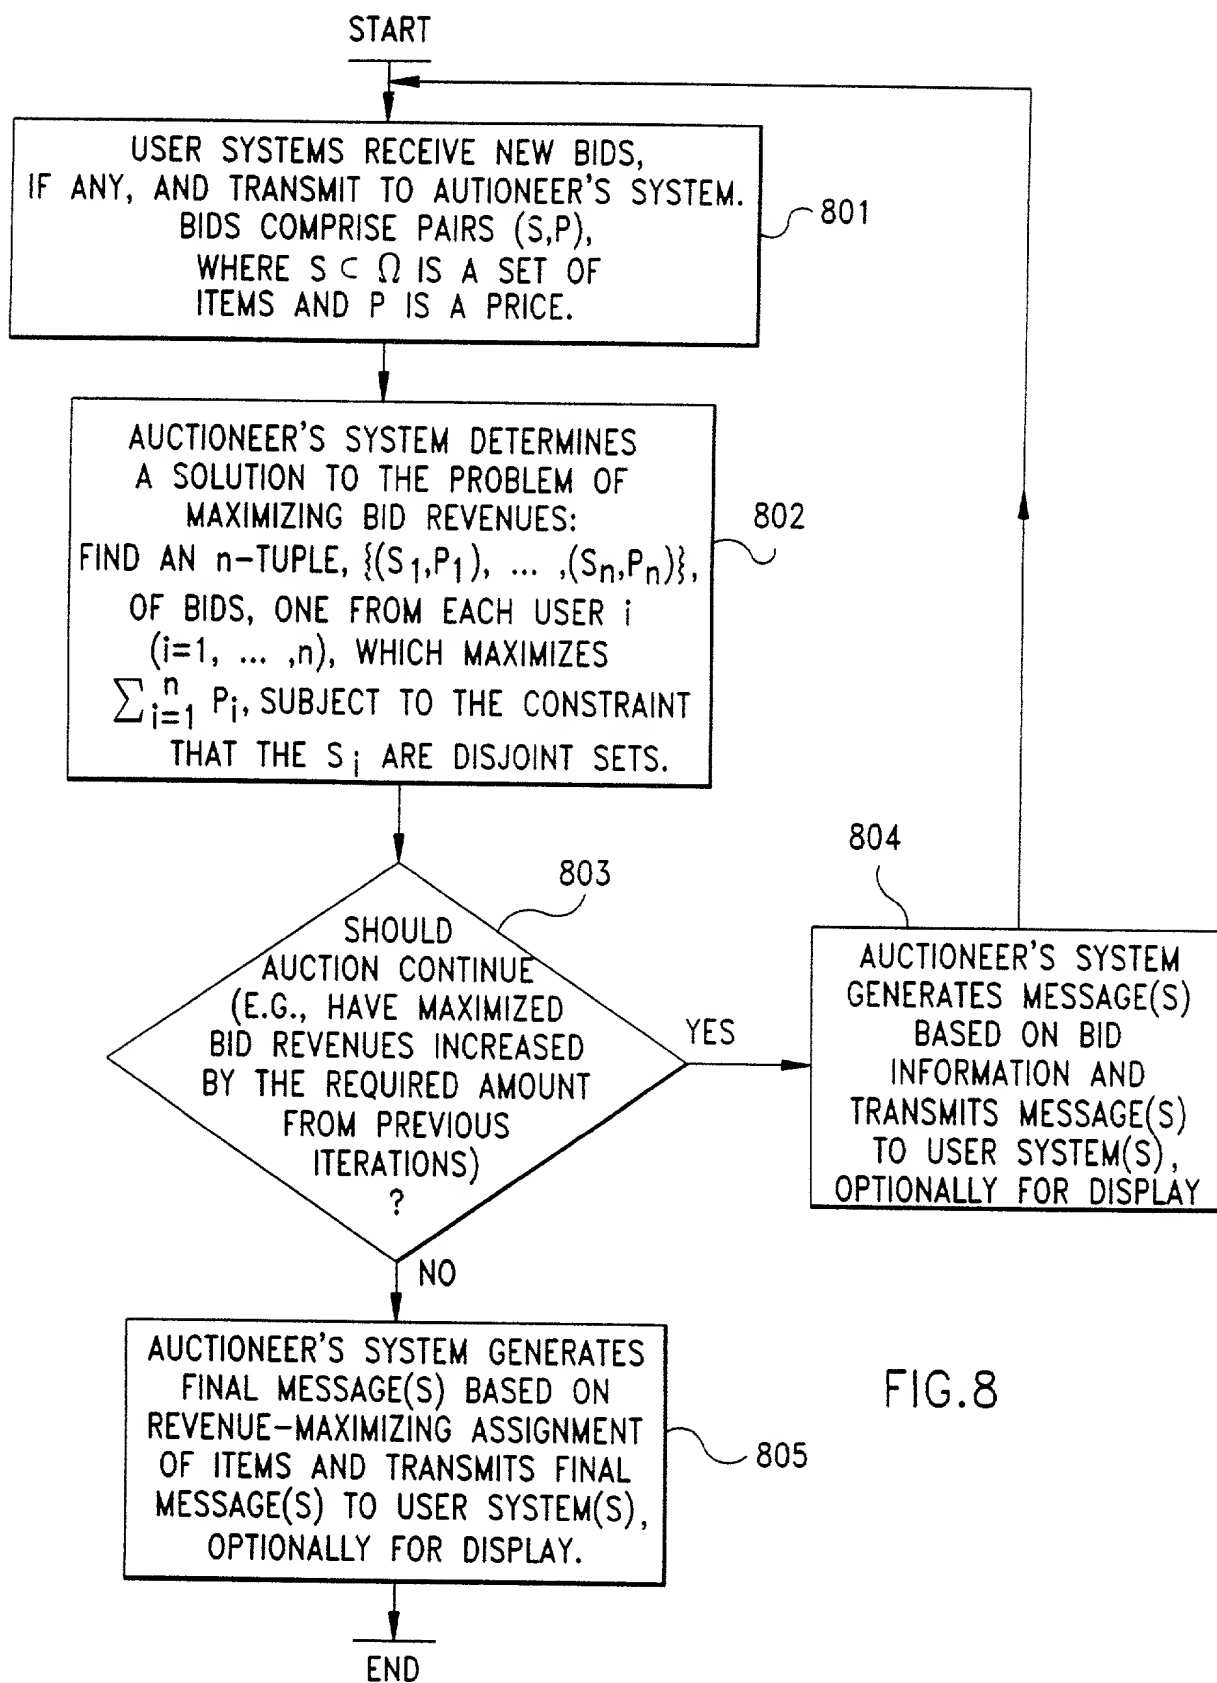 START
USER SYSTEMS RECEIVE NEW BIDS,
IF ANY, AND TRANSMIT TO AUTIONEER'S SYSTEM.
BIDS COMPRISE PAIRS (S,P),
WHERE S ⊂ Ω IS A SET OF
ITEMS AND P IS A PRICE.
801
AUCTIONEER'S SYSTEM DETERMINES
A SOLUTION TO THE PROBLEM OF
MAXIMIZING BID REVENUES:
FIND AN n-TUPLE, {(S₁,P₁), ... ,(Sₙ,Pₙ)},
OF BIDS, ONE FROM EACH USER i
(i=1, ... ,n), WHICH MAXIMIZES
∑ᵢ₌₁ⁿ Pᵢ, SUBJECT TO THE CONSTRAINT
THAT THE Sᵢ ARE DISJOINT SETS.
802
803
SHOULD
AUCTION CONTINUE
(E.G., HAVE MAXIMIZED
BID REVENUES INCREASED
BY THE REQUIRED AMOUNT
FROM PREVIOUS
ITERATIONS)
?
YES
NO
804
AUCTIONEER'S SYSTEM
GENERATES MESSAGE(S)
BASED ON BID
INFORMATION AND
TRANSMITS MESSAGE(S)
TO USER SYSTEM(S),
OPTIONALLY FOR DISPLAY
AUCTIONEER'S SYSTEM GENERATES
FINAL MESSAGE(S) BASED ON
REVENUE-MAXIMIZING ASSIGNMENT
OF ITEMS AND TRANSMITS FINAL
MESSAGE(S) TO USER SYSTEM(S),
OPTIONALLY FOR DISPLAY.
805
END
FIG.8